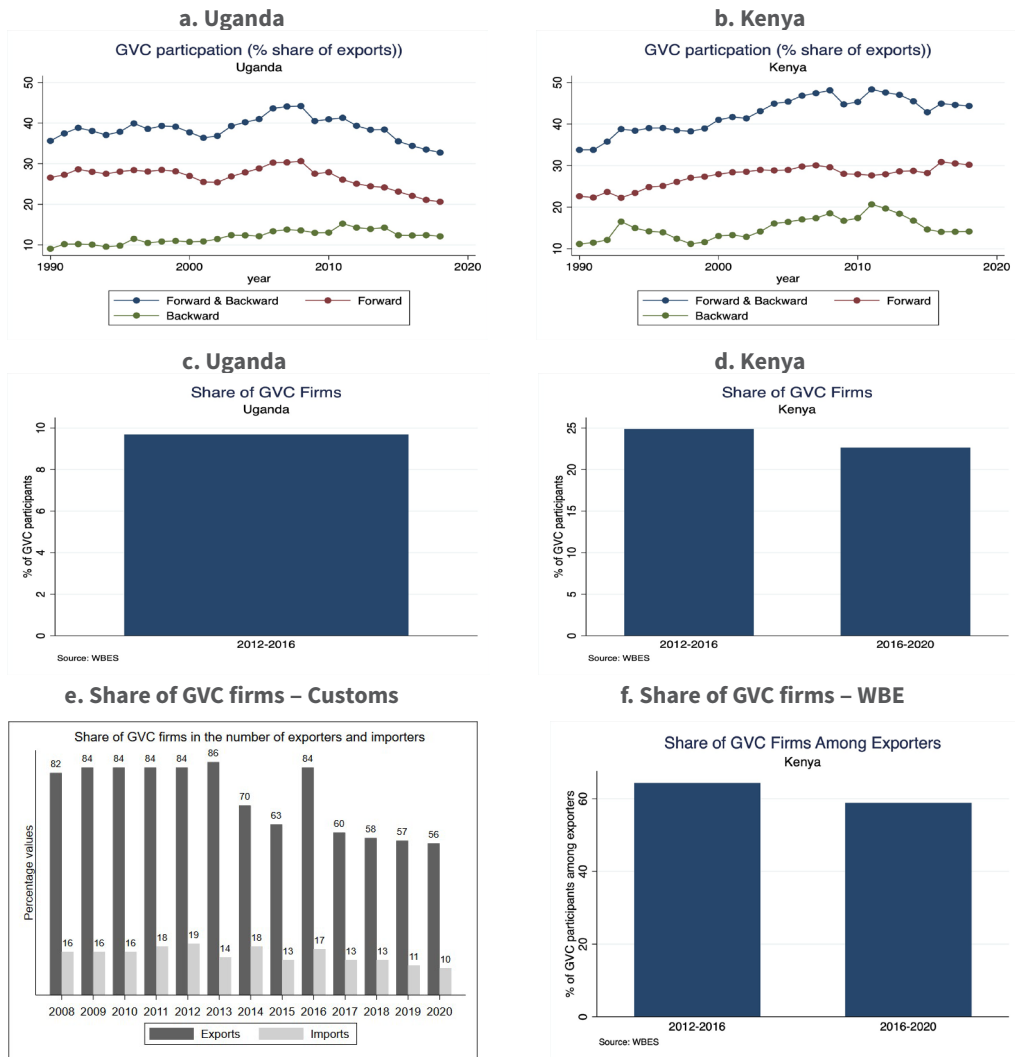 a. Uganda
GVC particpation (% share of exports))
Uganda
50
40
30
20
10
1990
2000
2010
2020
year
Forward & Backward
Forward
Backward
b. Kenya
GVC particpation (% share of exports))
Kenya
50
40
30
20
10
1990
2000
2010
2020
year
Forward & Backward
Forward
Backward
c. Uganda
Share of GVC Firms
Uganda
% of GVC participants
10
8
6
4
2
0
2012-2016
Source: WBES
d. Kenya
Share of GVC Firms
Kenya
% of GVC participants
25
20
15
10
5
0
2012-2016
2016-2020
Source: WBES
e. Share of GVC firms – Customs
Share of GVC firms in the number of exporters and importers
Percentage values
82 84 84 84 84 86 70 63 84 60 58 57 56
16 16 16 18 19 14 18 13 17 13 13 11 10
2008 2009 2010 2011 2012 2013 2014 2015 2016 2017 2018 2019 2020
Exports
Imports
f. Share of GVC firms – WBE
Share of GVC Firms Among Exporters
Kenya
% of GVC participants among exporters
60
40
20
0
2012-2016
2016-2020
Source: WBES